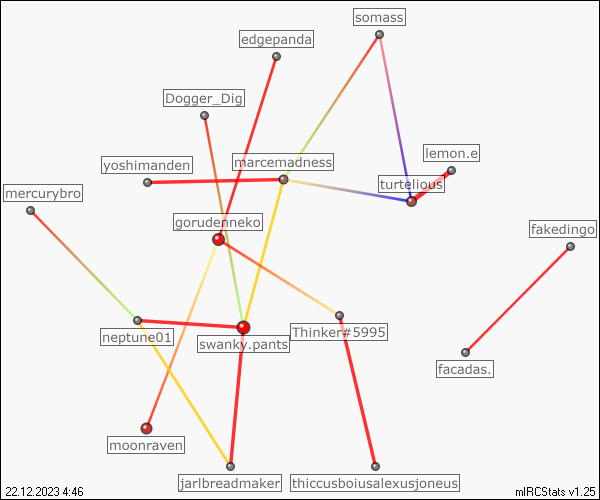 somass
edgepanda
Dogger_Dig
lemon.e
marcemadness
yoshimanden
turtelious
mercurybro
gorudenneko
fakedingo
Thinker#5995
neptune01
swanky.pants
facadas.
moonraven
jarlbreadmaker
thiccusboiusalexusjoneus
22.12.2023 4:46
mIRCStats v1.25